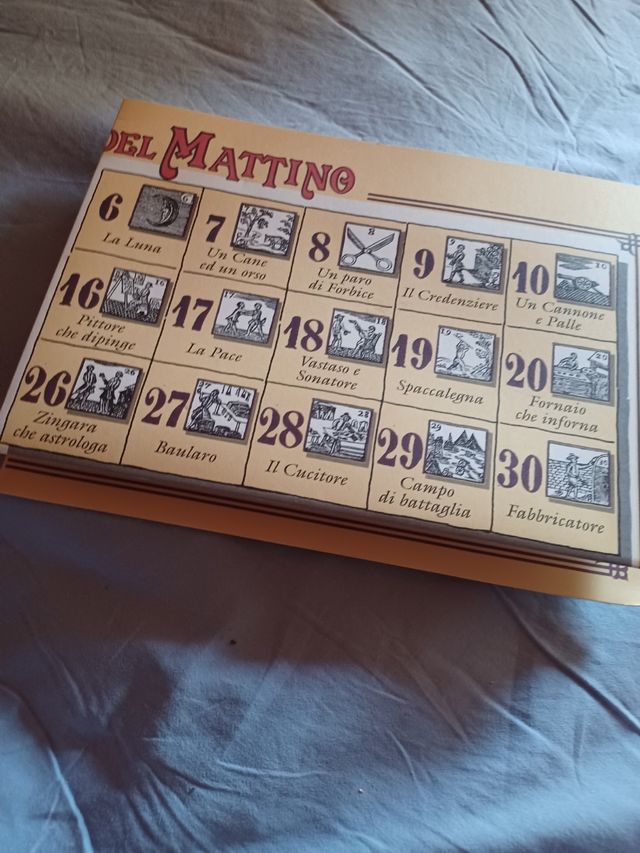 DEL MATTINO
6
La Luna
7
Un Cane
ed un orso
8
Un paro
di Forbice
9
Il Credenziere
10
Un Cannone
e Palle
16
Pittore
che dipinge
17
La Pace
18
Vastaso e
Sonatore
19
Spaccalegna
20
Fornaio
che inforna
26
Zingara
che astrologa
27
Baularo
28
Il Cucitore
29
Campo
di battaglia
30
Fabbricatore